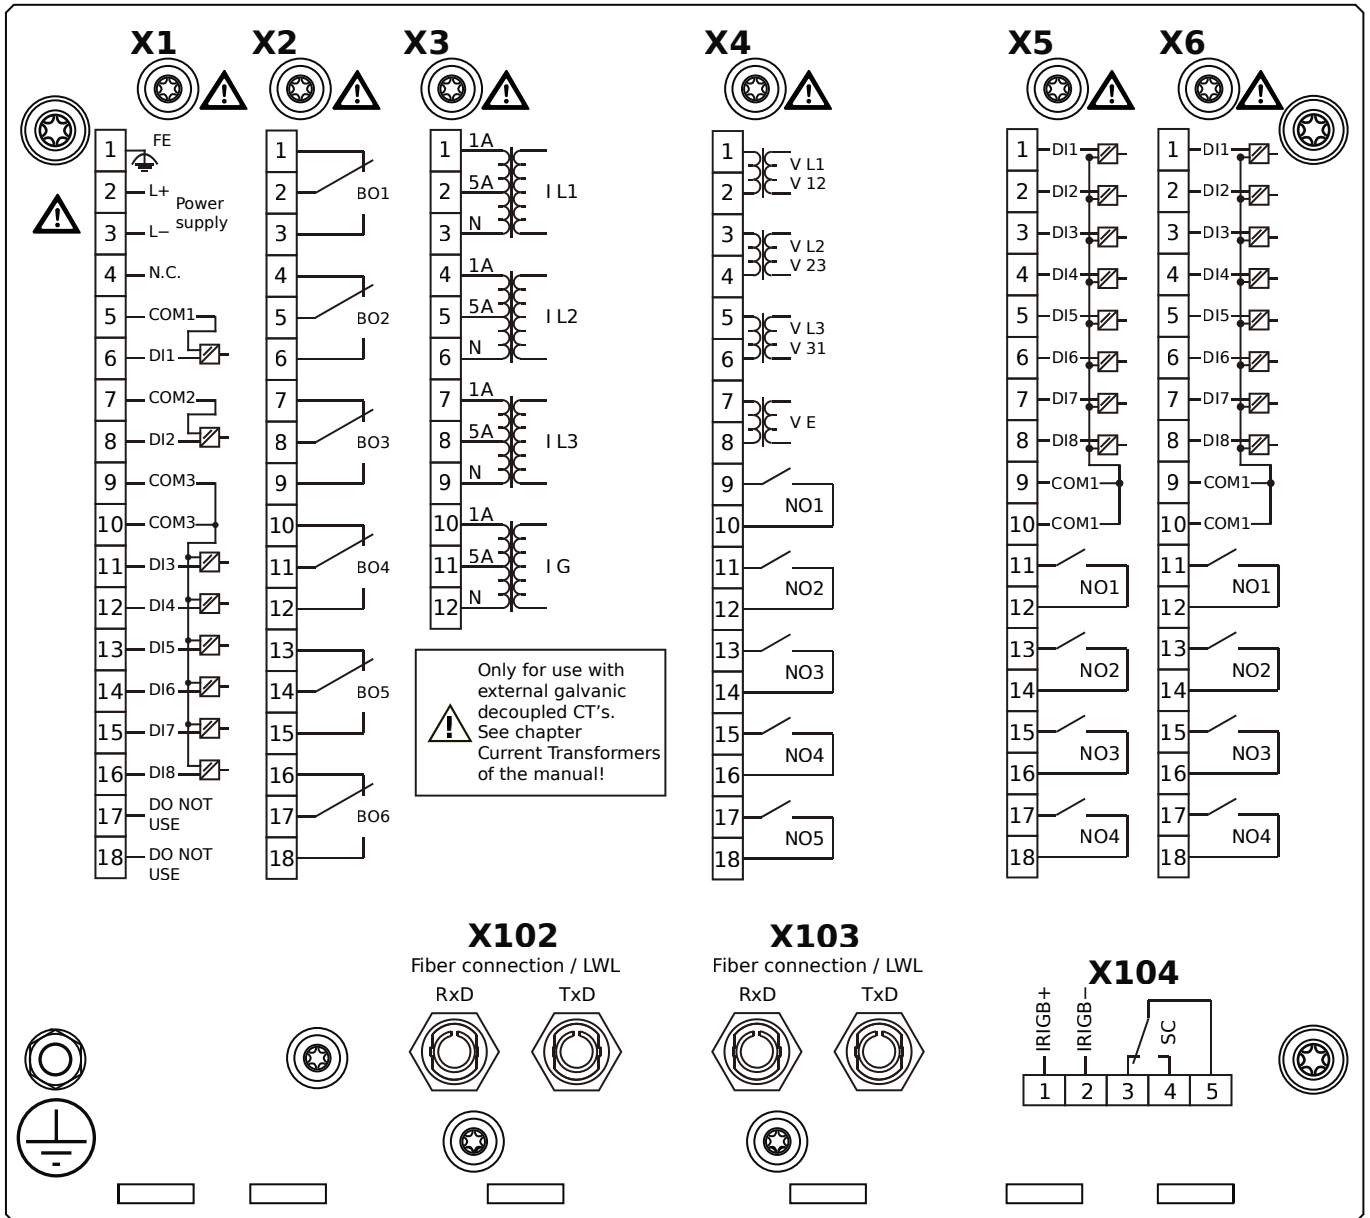 X1
X2
X3
X4
X5
X6
1 FE
2 L+
Power
supply
3 L−
4 N.C.
5 COM1
6 DI1
7 COM2
8 DI2
9 COM3
10 COM3
11 DI3
12 DI4
13 DI5
14 DI6
15 DI7
16 DI8
17 DO NOT
USE
18 DO NOT
USE
1
2 BO1
3
4
5 BO2
6
7
8 BO3
9
10
11 BO4
12
13
14 BO5
15
16
17 BO6
18
1 1A
2 5A I L1
3 N
4 1A
5 5A I L2
6 N
7 1A
8 5A I L3
9 N
10 1A
11 5A I G
12 N
Only for use with
external galvanic
decoupled CT's.
See chapter
Current Transformers
of the manual!
1 V L1
2 V 12
3 V L2
4 V 23
5 V L3
6 V 31
7 V E
8
9
NO1
10
11
NO2
12
13
NO3
14
15
NO4
16
17
NO5
18
1 DI1
2 DI2
3 DI3
4 DI4
5 DI5
6 DI6
7 DI7
8 DI8
9 COM1
10 COM1
11
NO1
12
13
NO2
14
15
NO3
16
17
NO4
18
1 DI1
2 DI2
3 DI3
4 DI4
5 DI5
6 DI6
7 DI7
8 DI8
9 COM1
10 COM1
11
NO1
12
13
NO2
14
15
NO3
16
17
NO4
18
X102
Fiber connection / LWL
RxD TxD
X103
Fiber connection / LWL
RxD TxD
X104
IRIGB+
IRIGB−
SC
1 2 3 4 5